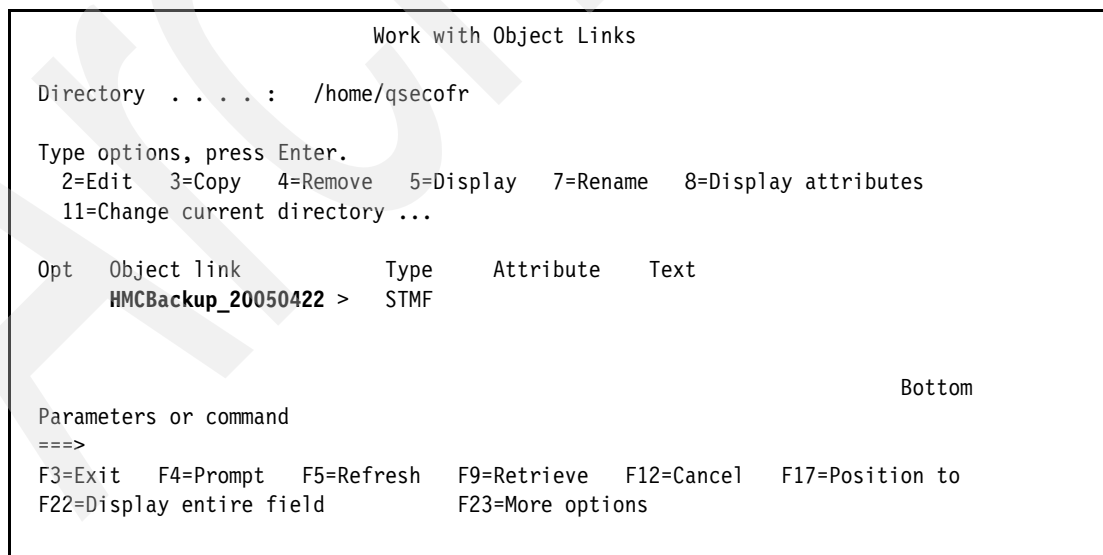 Work with Object Links
Directory . . . . : /home/qsecofr
Type options, press Enter.
2=Edit 3=Copy 4=Remove 5=Display 7=Rename 8=Display attributes
11=Change current directory ...
Opt Object link Type Attribute Text
HMCBackup_20050422 > STMF
Bottom
Parameters or command
===>
F3=Exit F4=Prompt F5=Refresh F9=Retrieve F12=Cancel F17=Position to
F22=Display entire field F23=More options